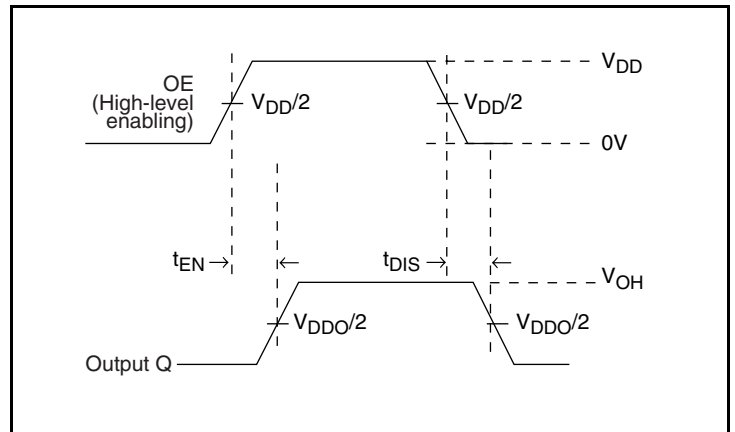 V_DD
OE
(High-level
enabling)
V_DD/2
V_DD/2
0V
t_EN
t_DIS
V_OH
V_DDO/2
V_DDO/2
Output Q